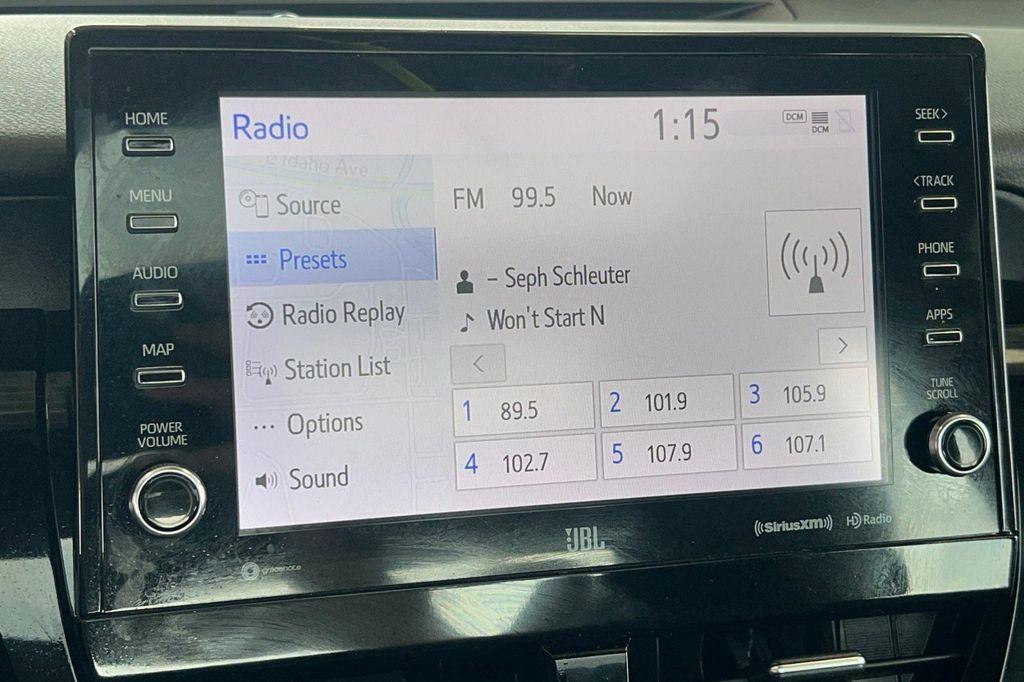 HOME
MENU
AUDIO
MAP
POWER
VOLUME
Radio
1:15
DCM
DCM
E Idaho Ave
Source
Presets
Radio Replay
Station List
Options
Sound
FM 99.5 Now
– Seph Schleuter
Won't Start N
<
>
1 89.5
2 101.9
3 105.9
4 102.7
5 107.9
6 107.1
SEEK>
<TRACK
PHONE
APPS
TUNE
SCROLL
gracenote
JBL
((SiriusXM))
HD Radio